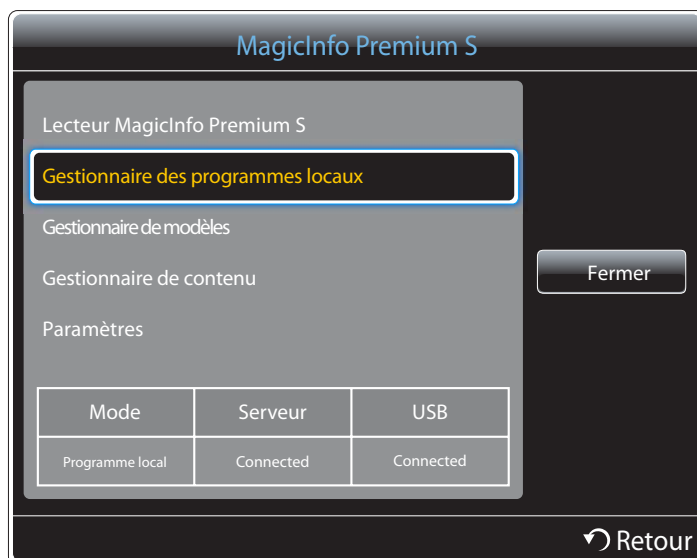 MagicInfo Premium S
Lecteur MagicInfo Premium S
Gestionnaire des programmes locaux
Gestionnaire de modèles
Gestionnaire de contenu
Paramètres
Fermer
Mode Serveur USB
Programme local Connected Connected
Retour